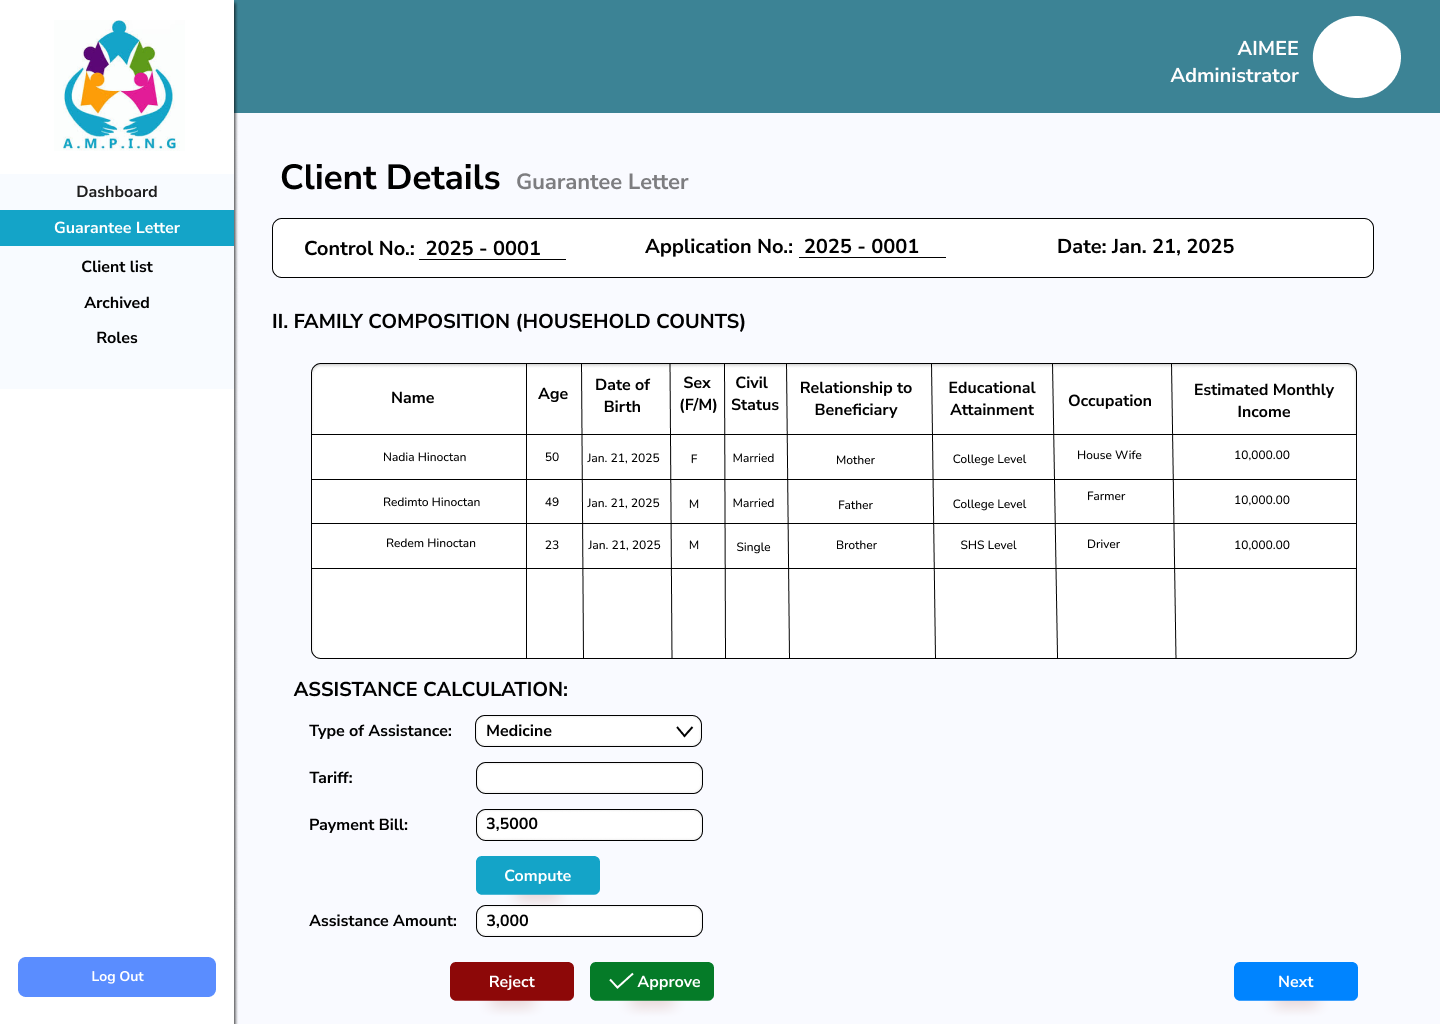 A.M.P.I.N.G
Dashboard
Guarantee Letter
Client list
Archived
Roles
Log Out
AIMEE
Administrator
Client Details Guarantee Letter
Control No.: 2025 - 0001 Application No.: 2025 - 0001 Date: Jan. 21, 2025
II. FAMILY COMPOSITION (HOUSEHOLD COUNTS)
Name Age Date of Birth Sex (F/M) Civil Status Relationship to Beneficiary Educational Attainment Occupation Estimated Monthly Income
Nadia Hinoctan 50 Jan. 21, 2025 F Married Mother College Level House Wife 10,000.00
Redimto Hinoctan 49 Jan. 21, 2025 M Married Father College Level Farmer 10,000.00
Redem Hinoctan 23 Jan. 21, 2025 M Single Brother SHS Level Driver 10,000.00
ASSISTANCE CALCULATION:
Type of Assistance: Medicine
Tariff:
Payment Bill: 3,5000
Compute
Assistance Amount: 3,000
Reject Approve Next